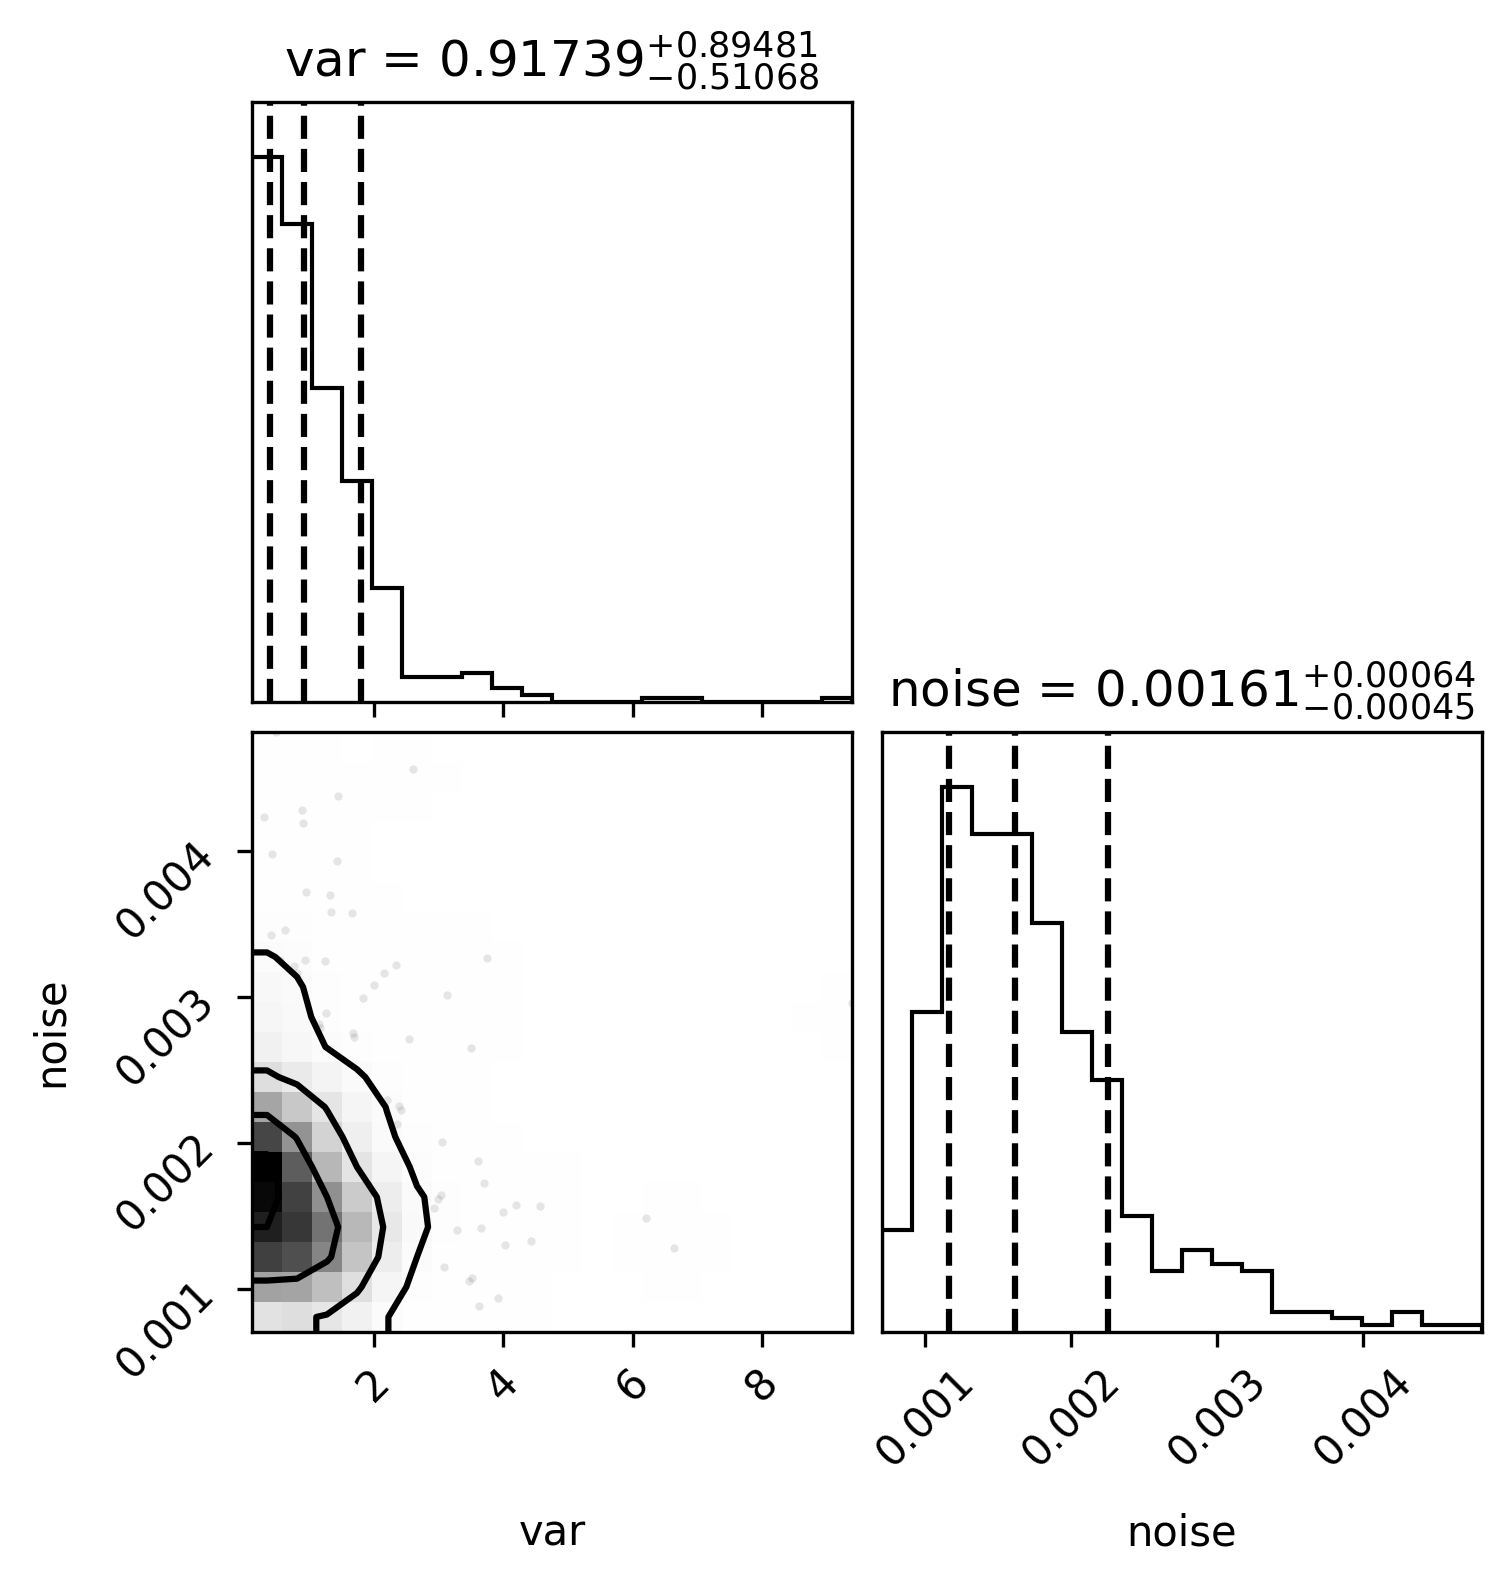 var = 0.91739+0.89481−0.51068
noise = 0.00161+0.00064−0.00045
noise
0.004
0.003
0.002
0.001
2 4 6 8
0.001 0.002 0.003 0.004
var
noise